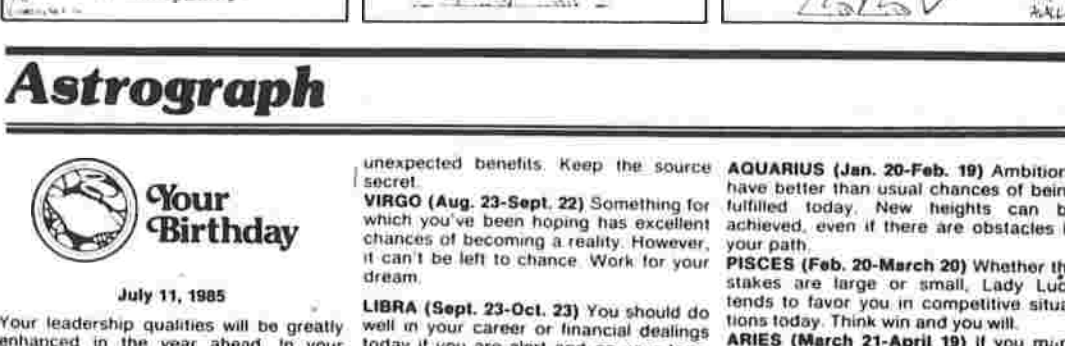 Astrograph
Your
Birthday
July 11, 1985
Your leadership qualities will be greatly
enhanced in the year ahead. In your
unexpected benefits. Keep the source
secret.
VIRGO (Aug. 23-Sept. 22) Something for
which you've been hoping has excellent
chances of becoming a reality. However,
it can't be left to chance. Work for your
dream.
LIBRA (Sept. 23-Oct. 23) You should do
well in your career or financial dealings
today if you are alert and
AQUARIUS (Jan. 20-Feb. 19) Ambition
have better than usual chances of bein
fulfilled today. New heights can b
achieved, even if there are obstacles i
your path.
PISCES (Feb. 20-March 20) Whether th
stakes are large or small, Lady Luc
tends to favor you in competitive situa
tions today. Think win and you will.
ARIES (March 21-April 19) If you